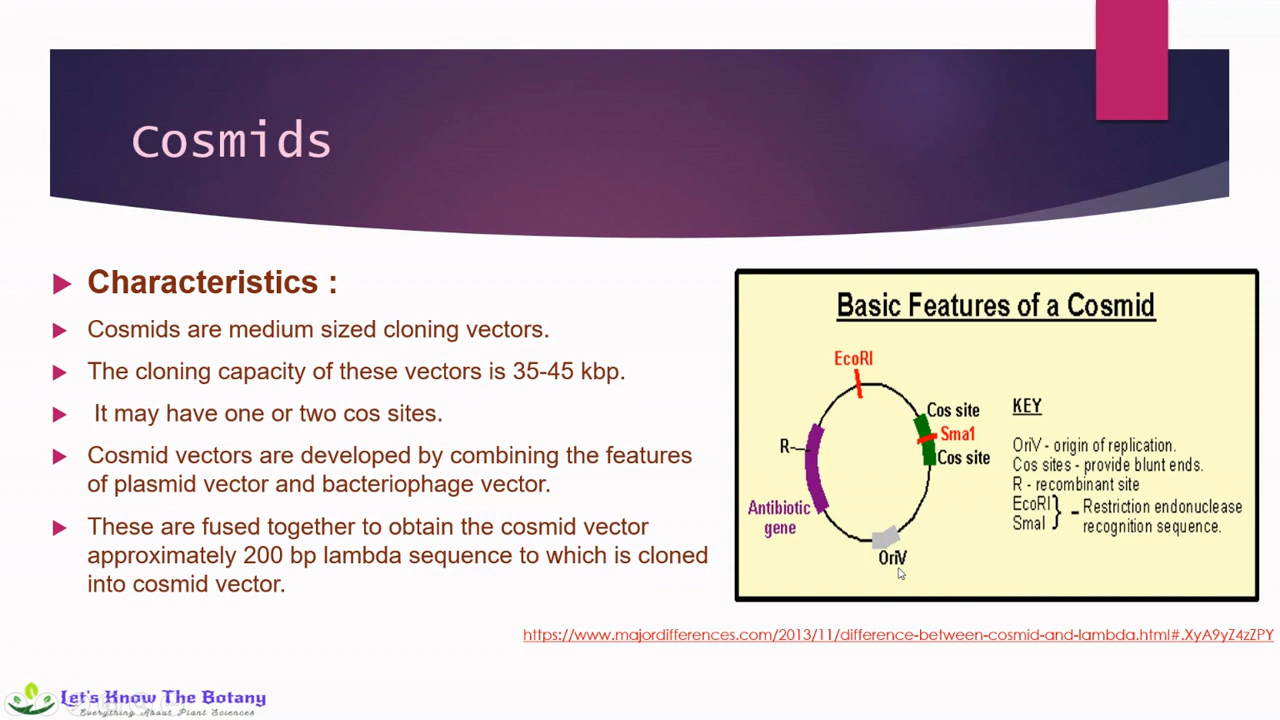 Cosmids
Characteristics :
Cosmids are medium sized cloning vectors.
The cloning capacity of these vectors is 35-45 kbp.
It may have one or two cos sites.
Cosmid vectors are developed by combining the features
of plasmid vector and bacteriophage vector.
These are fused together to obtain the cosmid vector
approximately 200 bp lambda sequence to which is cloned
into cosmid vector.
Basic Features of a Cosmid
EcoRI
Cos site
Sma1
Cos site
R
Antibiotic
gene
OriV
KEY
OriV - origin of replication.
Cos sites - provide blunt ends.
R - recombinant site
EcoRI
SmaI
} - Restriction endonuclease
recognition sequence.
https://www.majordifferences.com/2013/11/difference-between-cosmid-and-lambda.html#.XyA9yZ4zZPY
Let's Know The Botany
Everything About Plant Sciences